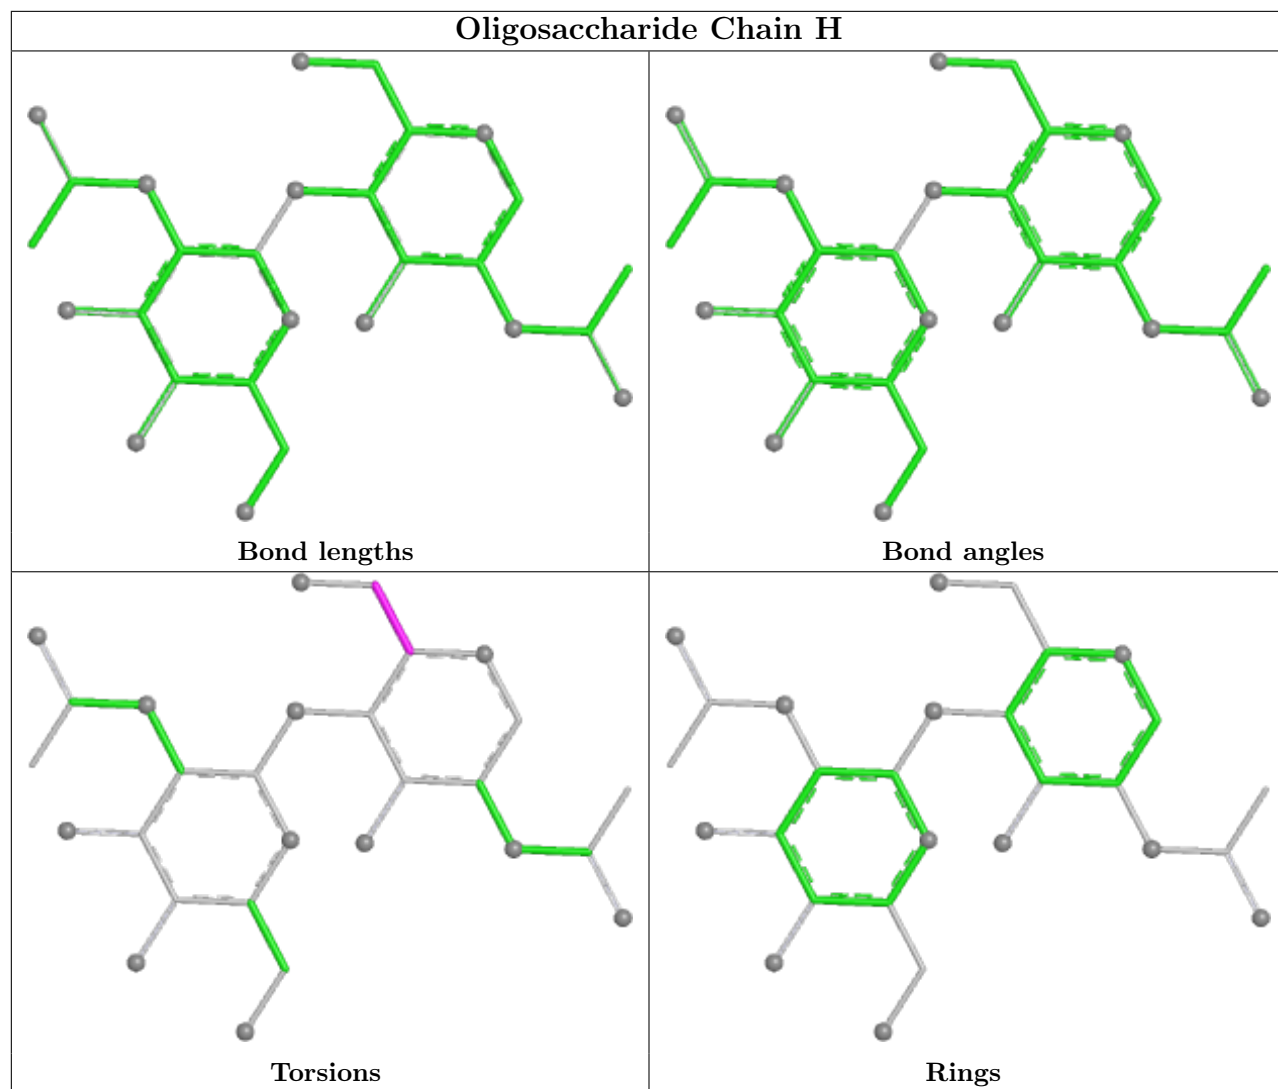 Oligosaccharide Chain H
Bond lengths
Bond angles
Torsions
Rings